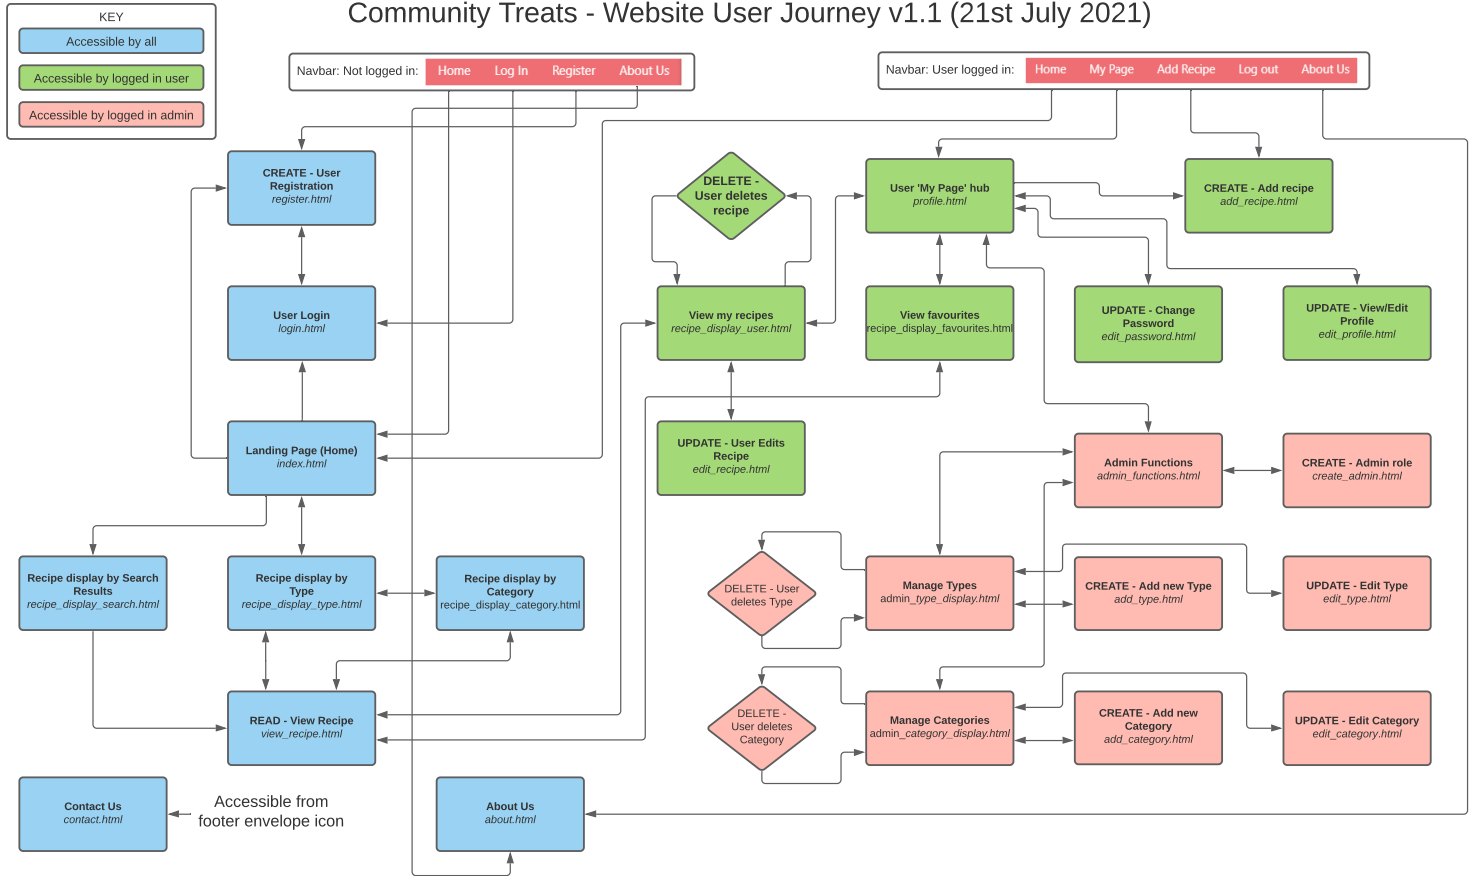 Community Treats - Website User Journey v1.1 (21st July 2021)
KEY
Accessible by all
Accessible by logged in user
Accessible by logged in admin
Navbar: Not logged in: Home Log In Register About Us
Navbar: User logged in: Home My Page Add Recipe Log out About Us
CREATE - User
Registration
register.html
DELETE -
User deletes
recipe
User 'My Page' hub
profile.html
CREATE - Add recipe
add_recipe.html
User Login
login.html
View my recipes
recipe_display_user.html
View favourites
recipe_display_favourites.html
UPDATE - Change
Password
edit_password.html
UPDATE - View/Edit
Profile
edit_profile.html
Landing Page (Home)
index.html
UPDATE - User Edits
Recipe
edit_recipe.html
Admin Functions
admin_functions.html
CREATE - Admin role
create_admin.html
Recipe display by Search
Results
recipe_display_search.html
Recipe display by
Type
recipe_display_type.html
Recipe display by
Category
recipe_display_category.html
DELETE - User
deletes Type
Manage Types
admin_type_display.html
CREATE - Add new Type
add_type.html
UPDATE - Edit Type
edit_type.html
READ - View Recipe
view_recipe.html
DELETE -
User deletes
Category
Manage Categories
admin_category_display.html
CREATE - Add new
Category
add_category.html
UPDATE - Edit Category
edit_category.html
Contact Us
contact.html
Accessible from
footer envelope icon
About Us
about.html